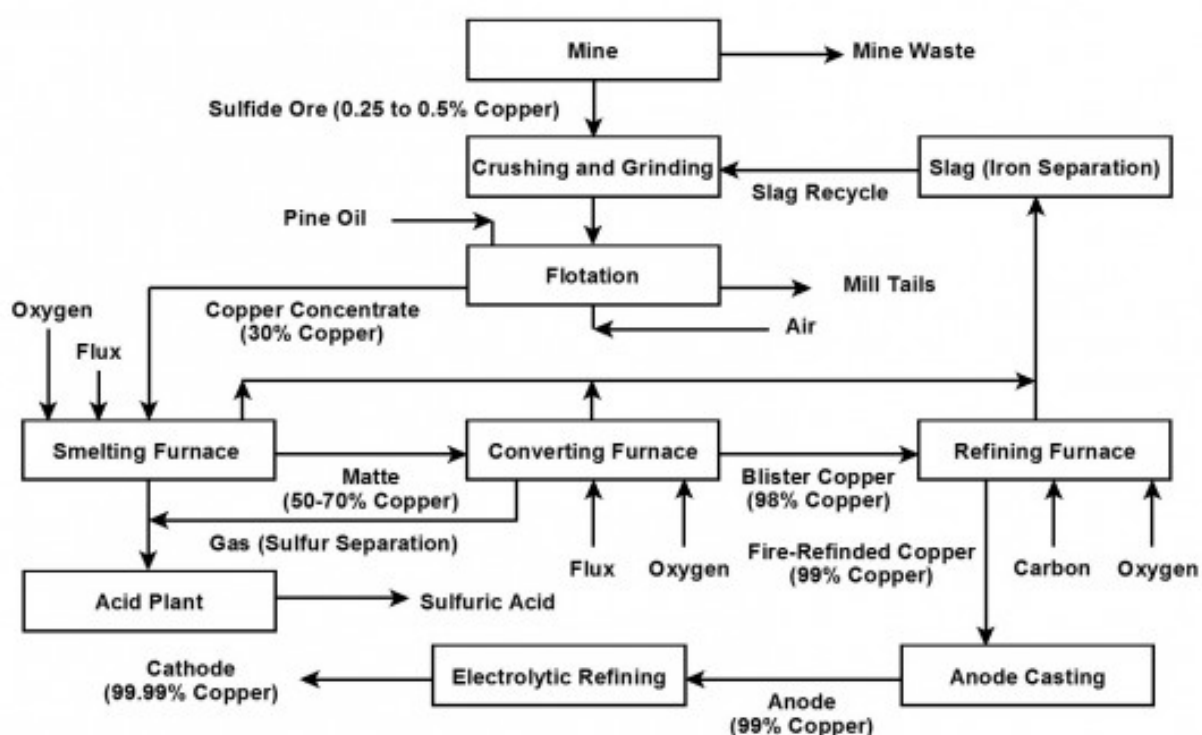 Mine
Mine Waste
Sulfide Ore (0.25 to 0.5% Copper)
Crushing and Grinding
Slag (Iron Separation)
Slag Recycle
Pine Oil
Flotation
Mill Tails
Copper Concentrate
(30% Copper)
Air
Oxygen
Flux
Smelting Furnace
Converting Furnace
Refining Furnace
Matte
(50-70% Copper)
Blister Copper
(98% Copper)
Gas (Sulfur Separation)
Flux
Oxygen
Fire-Refinded Copper
(99% Copper)
Carbon
Oxygen
Acid Plant
Sulfuric Acid
Cathode
(99.99% Copper)
Electrolytic Refining
Anode Casting
Anode
(99% Copper)